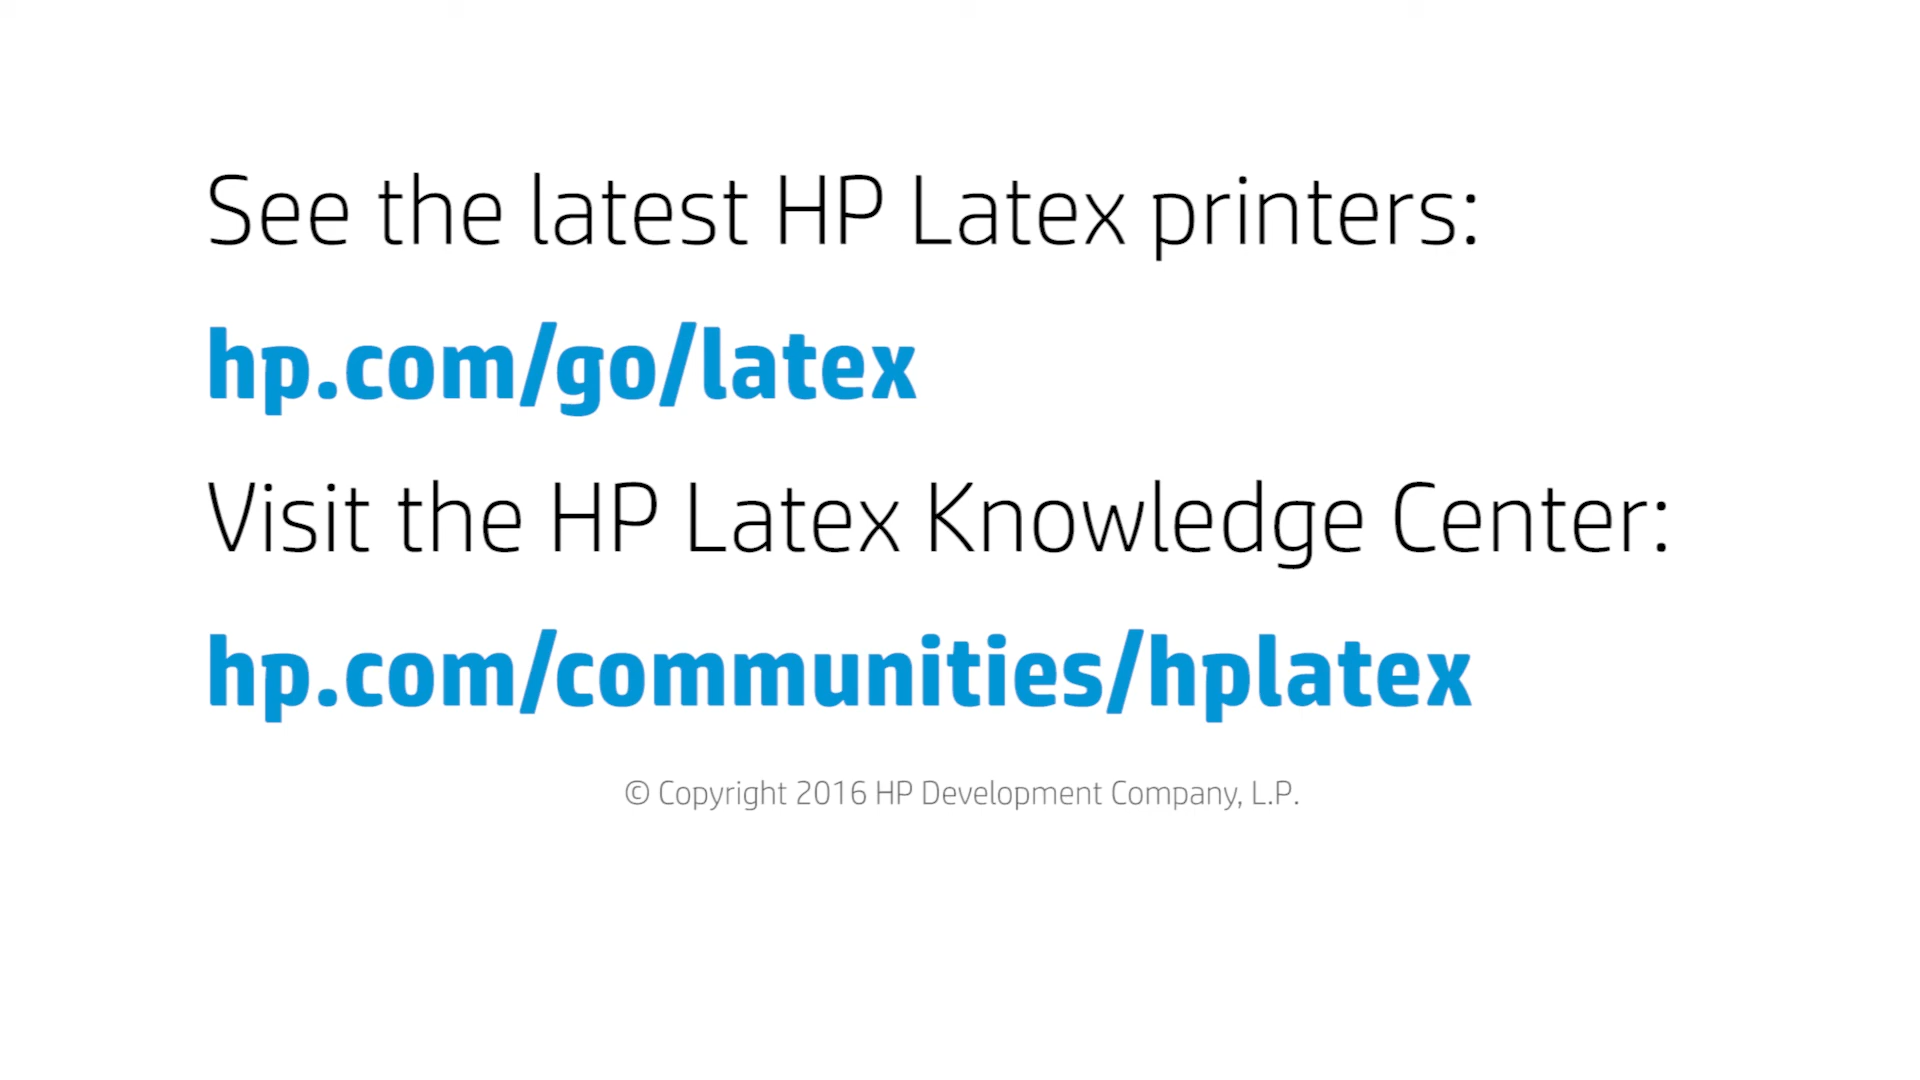 See the latest HP Latex printers:
hp.com/go/latex
Visit the HP Latex Knowledge Center:
hp.com/communities/hplatex
© Copyright 2016 HP Development Company, L.P.